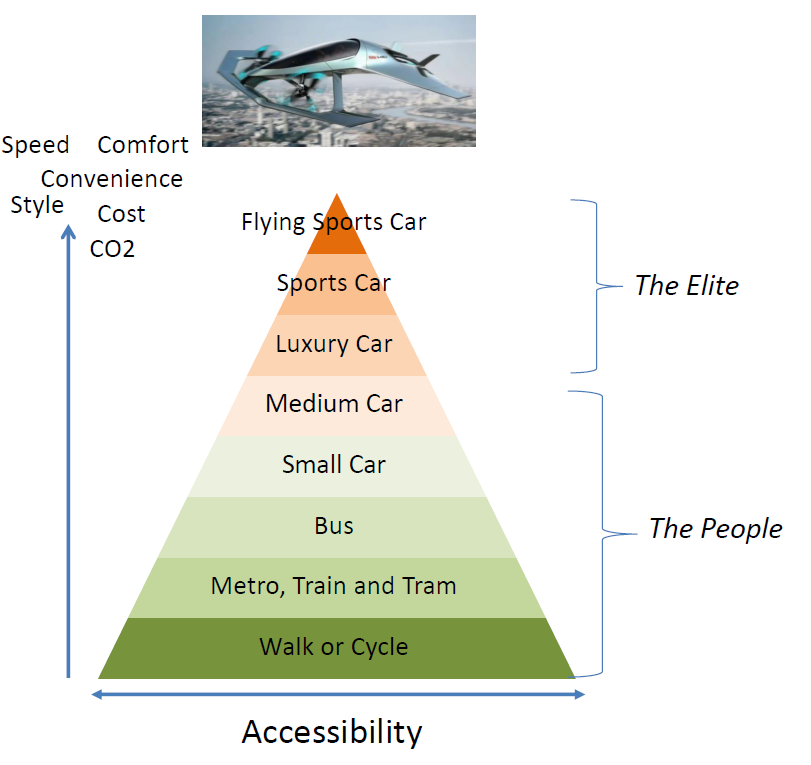 Speed Comfort
Convenience
Style Cost
CO2
Flying Sports Car
Sports Car
Luxury Car
Medium Car
Small Car
Bus
Metro, Train and Tram
Walk or Cycle
The Elite
The People
Accessibility